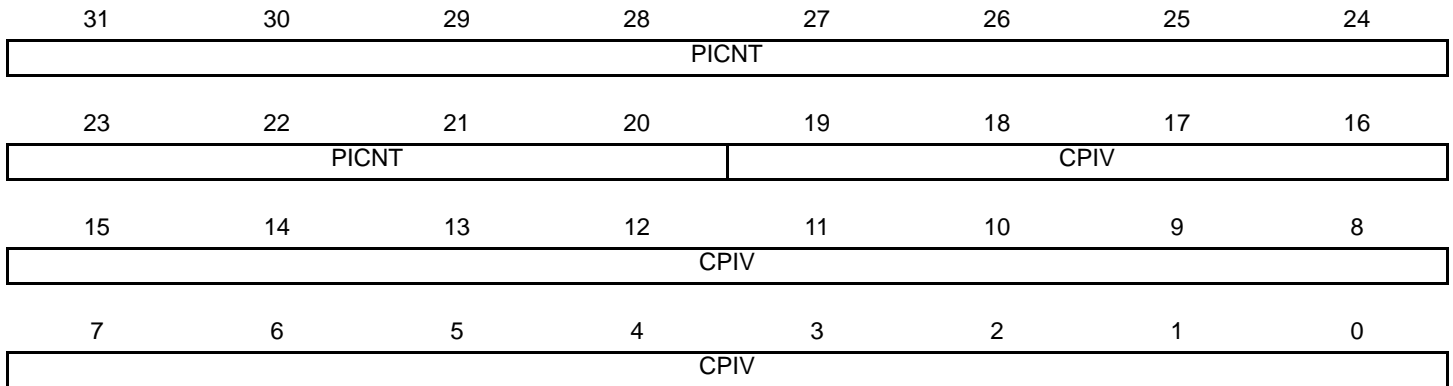 31 30 29 28 27 26 25 24
PICNT
23 22 21 20 19 18 17 16
PICNT CPIV
15 14 13 12 11 10 9 8
CPIV
7 6 5 4 3 2 1 0
CPIV